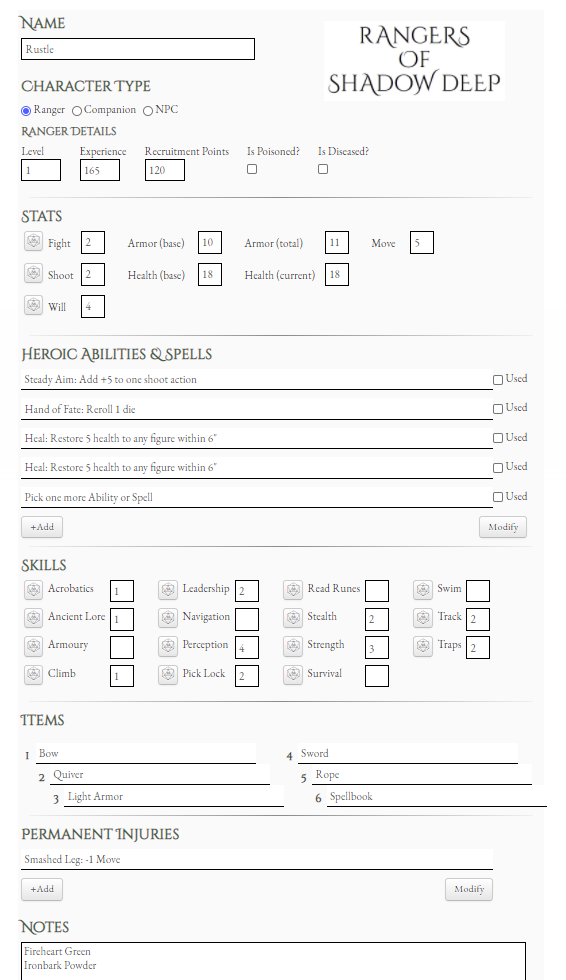 NAME
RANGERS
OF
SHADOW DEEP
Rustle
CHARACTER TYPE
Ranger Companion NPC
RANGER DETAILS
Level Experience Recruitment Points Is Poisoned? Is Diseased?
1 165 120
STATS
Fight 2 Armor (base) 10 Armor (total) 11 Move 5
Shoot 2 Health (base) 18 Health (current) 18
Will 4
HEROIC ABILITIES & SPELLS
Steady Aim: Add +5 to one shoot action Used
Hand of Fate: Reroll 1 die Used
Heal: Restore 5 health to any figure within 6" Used
Heal: Restore 5 health to any figure within 6" Used
Pick one more Ability or Spell Used
+Add Modify
SKILLS
Acrobatics 1 Leadership 2 Read Runes Swim
Ancient Lore 1 Navigation Stealth 2 Track 2
Armoury Perception 4 Strength 3 Traps 2
Climb 1 Pick Lock 2 Survival
ITEMS
1 Bow 4 Sword
2 Quiver 5 Rope
3 Light Armor 6 Spellbook
PERMANENT INJURIES
Smashed Leg: -1 Move
+Add Modify
NOTES
Fireheart Green
Ironbark Powder